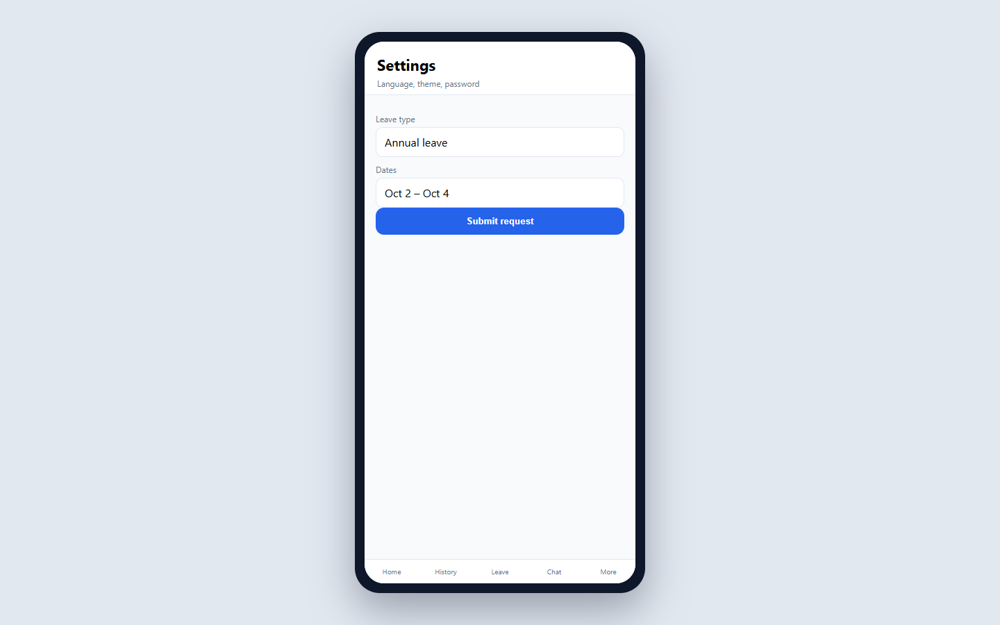 Settings
Language, theme, password
Leave type
Annual leave
Dates
Oct 2 – Oct 4
Submit request
Home History Leave Chat More